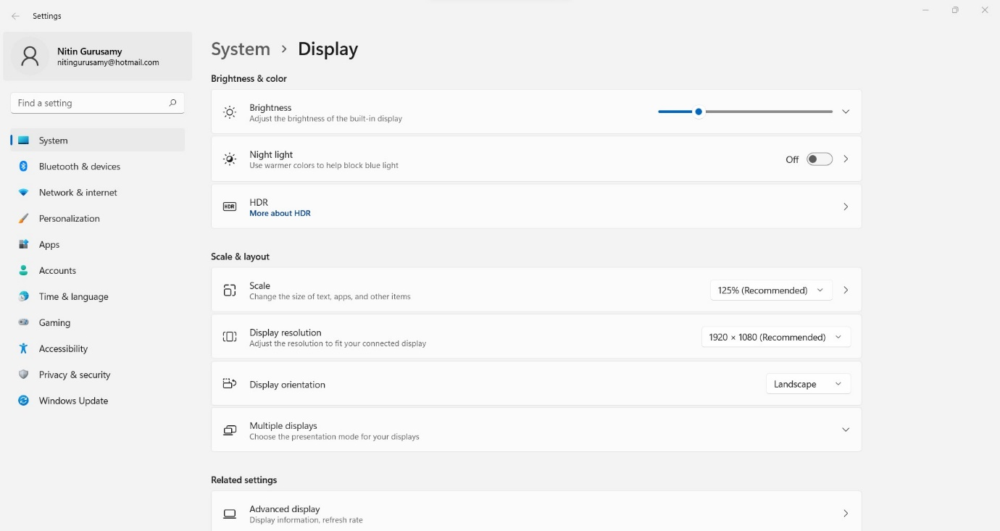 Settings
Nitin Gurusamy
nitingurusamy@hotmail.com
Find a setting
System
Bluetooth & devices
Network & internet
Personalization
Apps
Accounts
Time & language
Gaming
Accessibility
Privacy & security
Windows Update
System > Display
Brightness & color
Brightness
Adjust the brightness of the built-in display
Night light
Use warmer colors to help block blue light
Off
HDR
HDR
More about HDR
Scale & layout
Scale
Change the size of text, apps, and other items
125% (Recommended)
Display resolution
Adjust the resolution to fit your connected display
1920 × 1080 (Recommended)
Display orientation
Landscape
Multiple displays
Choose the presentation mode for your displays
Related settings
Advanced display
Display information, refresh rate